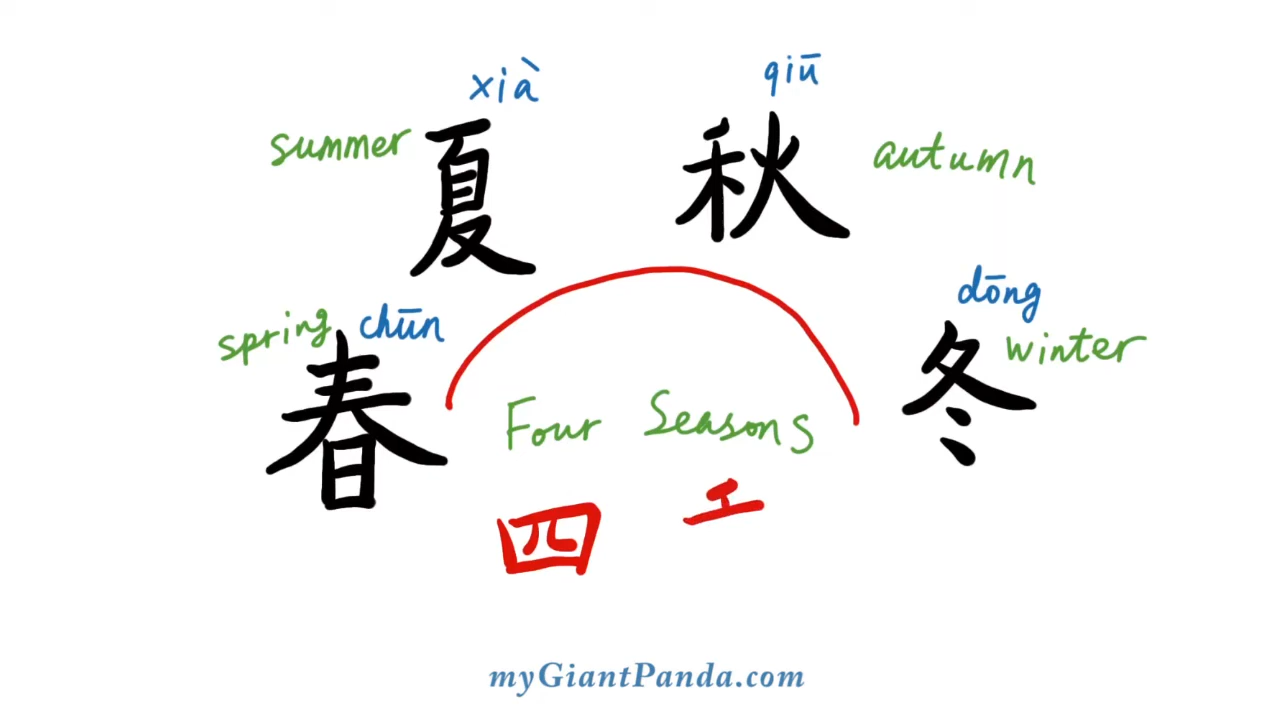 xià
summer 夏
qiū
秋 autumn
spring chūn
春
dōng
冬 winter
Four Seasons
四
myGiantPanda.com